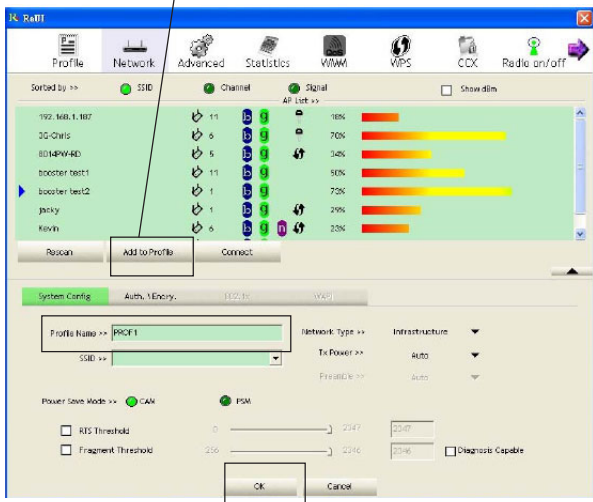 RaUI
Profile Network Advanced Statistics QoS WMM WPS CCX Radio on/off
Sorted by >> SSID Channel Signal Show dBm
AP List >>
192.168.1.187 11 b g 18%
3G-Chris 6 b g 70%
8D14PW-RD 5 b g 34%
booster test1 11 b g 50%
booster test2 1 b g 73%
jacky 1 b g 29%
Kevin 6 b g n 23%
Rescan Add to Profile Connect
System Config Auth. \ Encry. 802.1x
Profile Name >> PROF1 Network Type >> Infrastructure
SSID >> Tx Power >> Auto
Preamble >> Auto
Power Save Mode >> CAM PSM
RTS Threshold 0 2347 2347
Fragment Threshold 256 2346 2346 Diagnosis Capable
OK Cancel